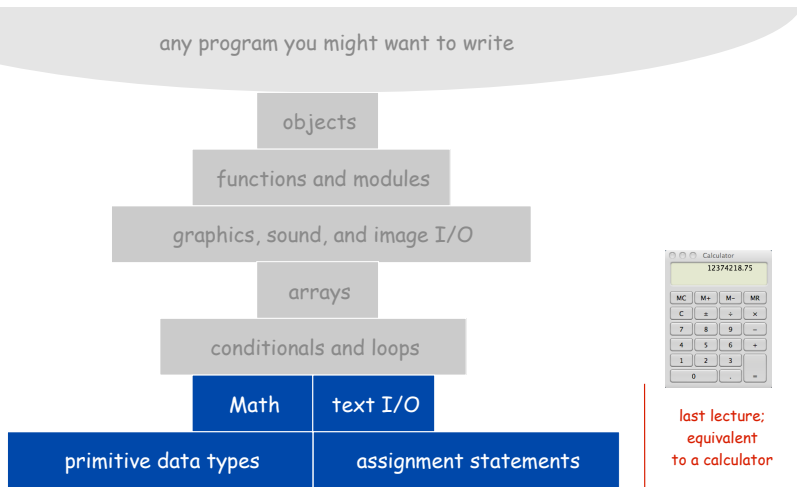 any program you might want to write
objects
functions and modules
graphics, sound, and image I/O
arrays
conditionals and loops
Math text I/O
primitive data types assignment statements
Calculator
12374218.75
MC M+ M- MR
C ± ÷ ×
7 8 9 −
4 5 6 +
1 2 3
0 . =
last lecture;
equivalent
to a calculator